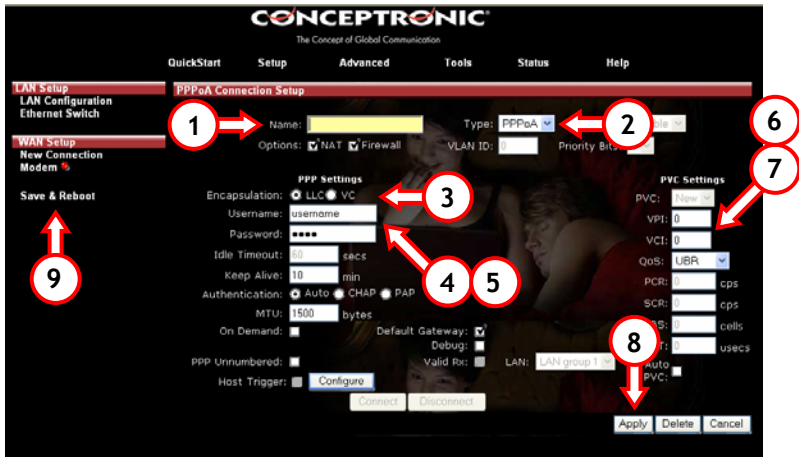 CONCEPTRONIC
The Concept of Global Communication
QuickStart Setup Advanced Tools Status Help
LAN Setup
LAN Configuration
Ethernet Switch
WAN Setup
New Connection
Modem
Save & Reboot
PPPoA Connection Setup
1 Name: Type: PPPoA 2
Options: NAT Firewall VLAN ID: 0 Priority Bits:
6
7
PPP Settings
Encapsulation: LLC VC 3
Username: username
Password: ••••
4 5
Idle Timeout: 60 secs
Keep Alive: 10 min
Authentication: Auto CHAP PAP
MTU: 1500 bytes
On Demand: Default Gateway:
Debug:
PPP Unnumbered: Valid Rx: LAN: LAN group 1
Host Trigger: Configure
Connect Disconnect
PVC Settings
PVC: New
VPI: 0
VCI: 0
QoS: UBR
PCR: 0 cps
SCR: 0 cps
0 cells
0 usecs
Auto
PVC:
8
9
Apply Delete Cancel